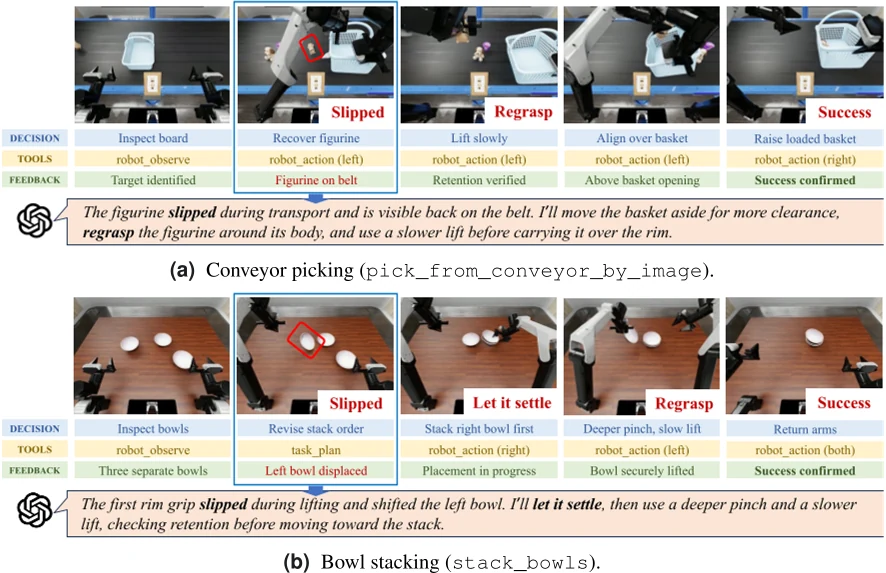 Slipped
Regrasp
Success
DECISION Inspect board Recover figurine Lift slowly Align over basket Raise loaded basket
TOOLS robot_observe robot_action (left) robot_action (left) robot_action (left) robot_action (right)
FEEDBACK Target identified Figurine on belt Retention verified Above basket opening Success confirmed
The figurine slipped during transport and is visible back on the belt. I'll move the basket aside for more clearance,
regrasp the figurine around its body, and use a slower lift before carrying it over the rim.
(a) Conveyor picking (pick_from_conveyor_by_image).
Slipped
Let it settle
Regrasp
Success
DECISION Inspect bowls Revise stack order Stack right bowl first Deeper pinch, slow lift Return arms
TOOLS robot_observe task_plan robot_action (right) robot_action (left) robot_action (both)
FEEDBACK Three separate bowls Left bowl displaced Placement in progress Bowl securely lifted Success confirmed
The first rim grip slipped during lifting and shifted the left bowl. I'll let it settle, then use a deeper pinch and a slower
lift, checking retention before moving toward the stack.
(b) Bowl stacking (stack_bowls).